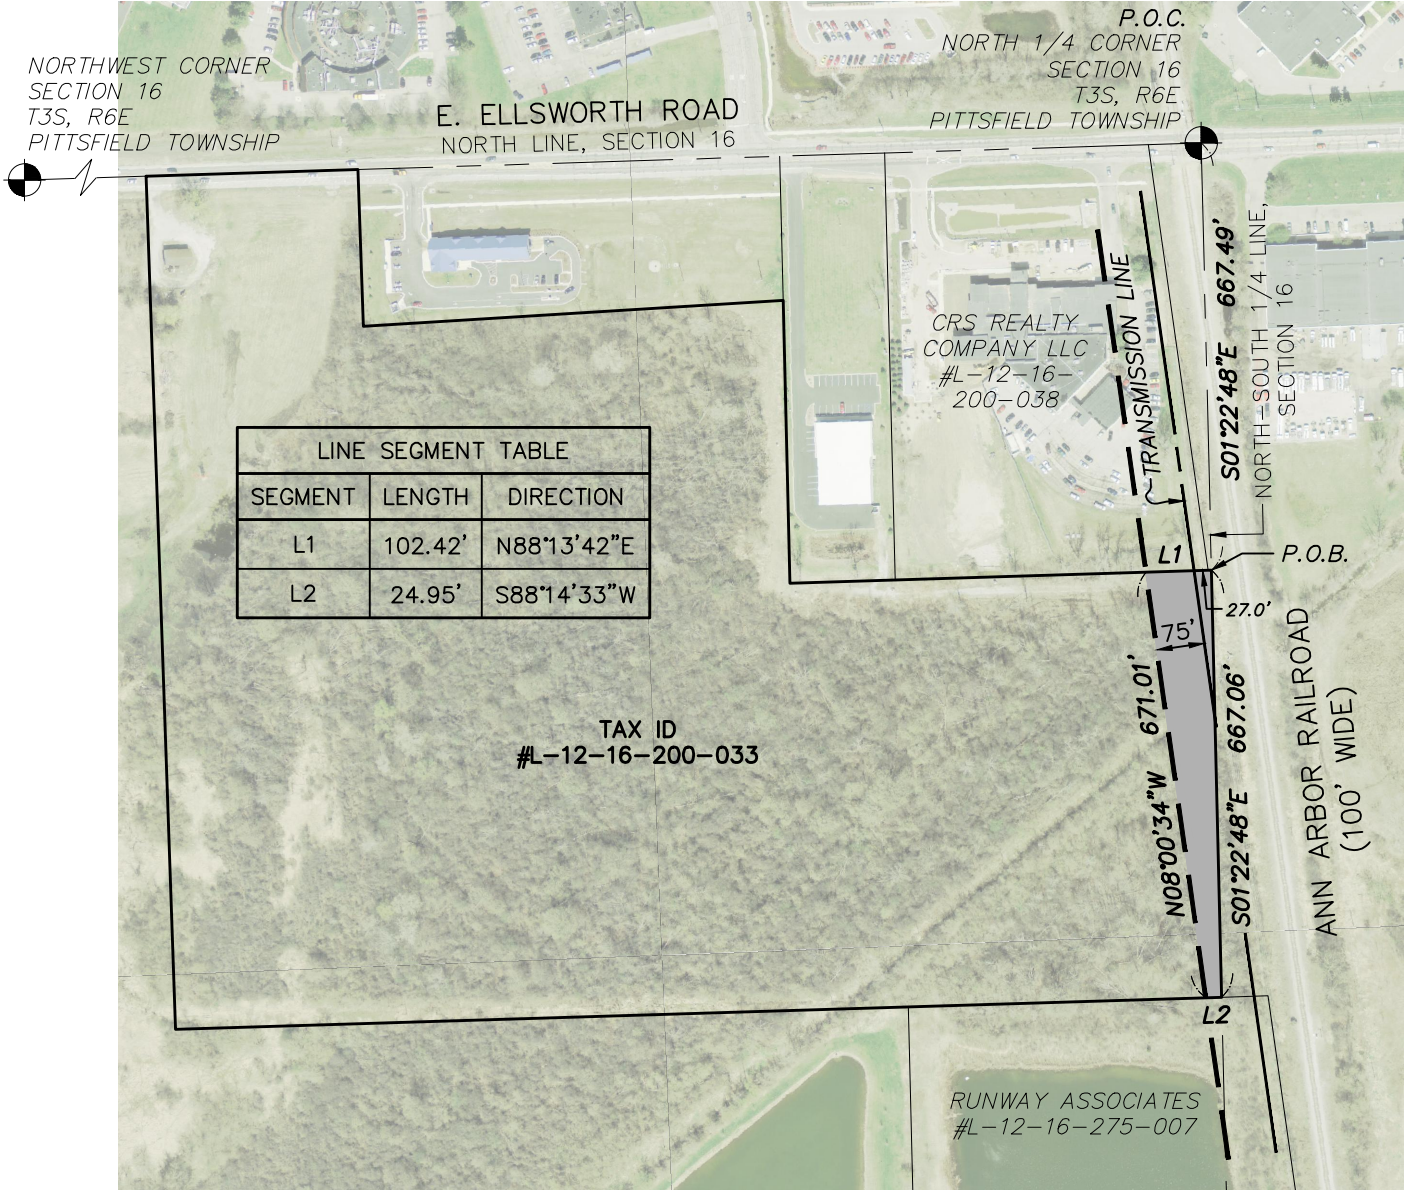 P.O.C.
NORTH 1/4 CORNER
SECTION 16
T3S, R6E
PITTSFIELD TOWNSHIP
NORTHWEST CORNER
SECTION 16
T3S, R6E
PITTSFIELD TOWNSHIP
E. ELLSWORTH ROAD
NORTH LINE, SECTION 16
S01°22'48"E 667.49'
NORTH-SOUTH 1/4 LINE,
SECTION 16
TRANSMISSION LINE
CRS REALTY
COMPANY LLC
#L-12-16-
200-038
LINE SEGMENT TABLE
SEGMENT LENGTH DIRECTION
L1 102.42' N88°13'42"E
L2 24.95' S88°14'33"W
L1
P.O.B.
27.0'
75'
N08°00'34"W 671.01'
S01°22'48"E 667.06'
ANN ARBOR RAILROAD
(100' WIDE)
TAX ID
#L-12-16-200-033
L2
RUNWAY ASSOCIATES
#L-12-16-275-007